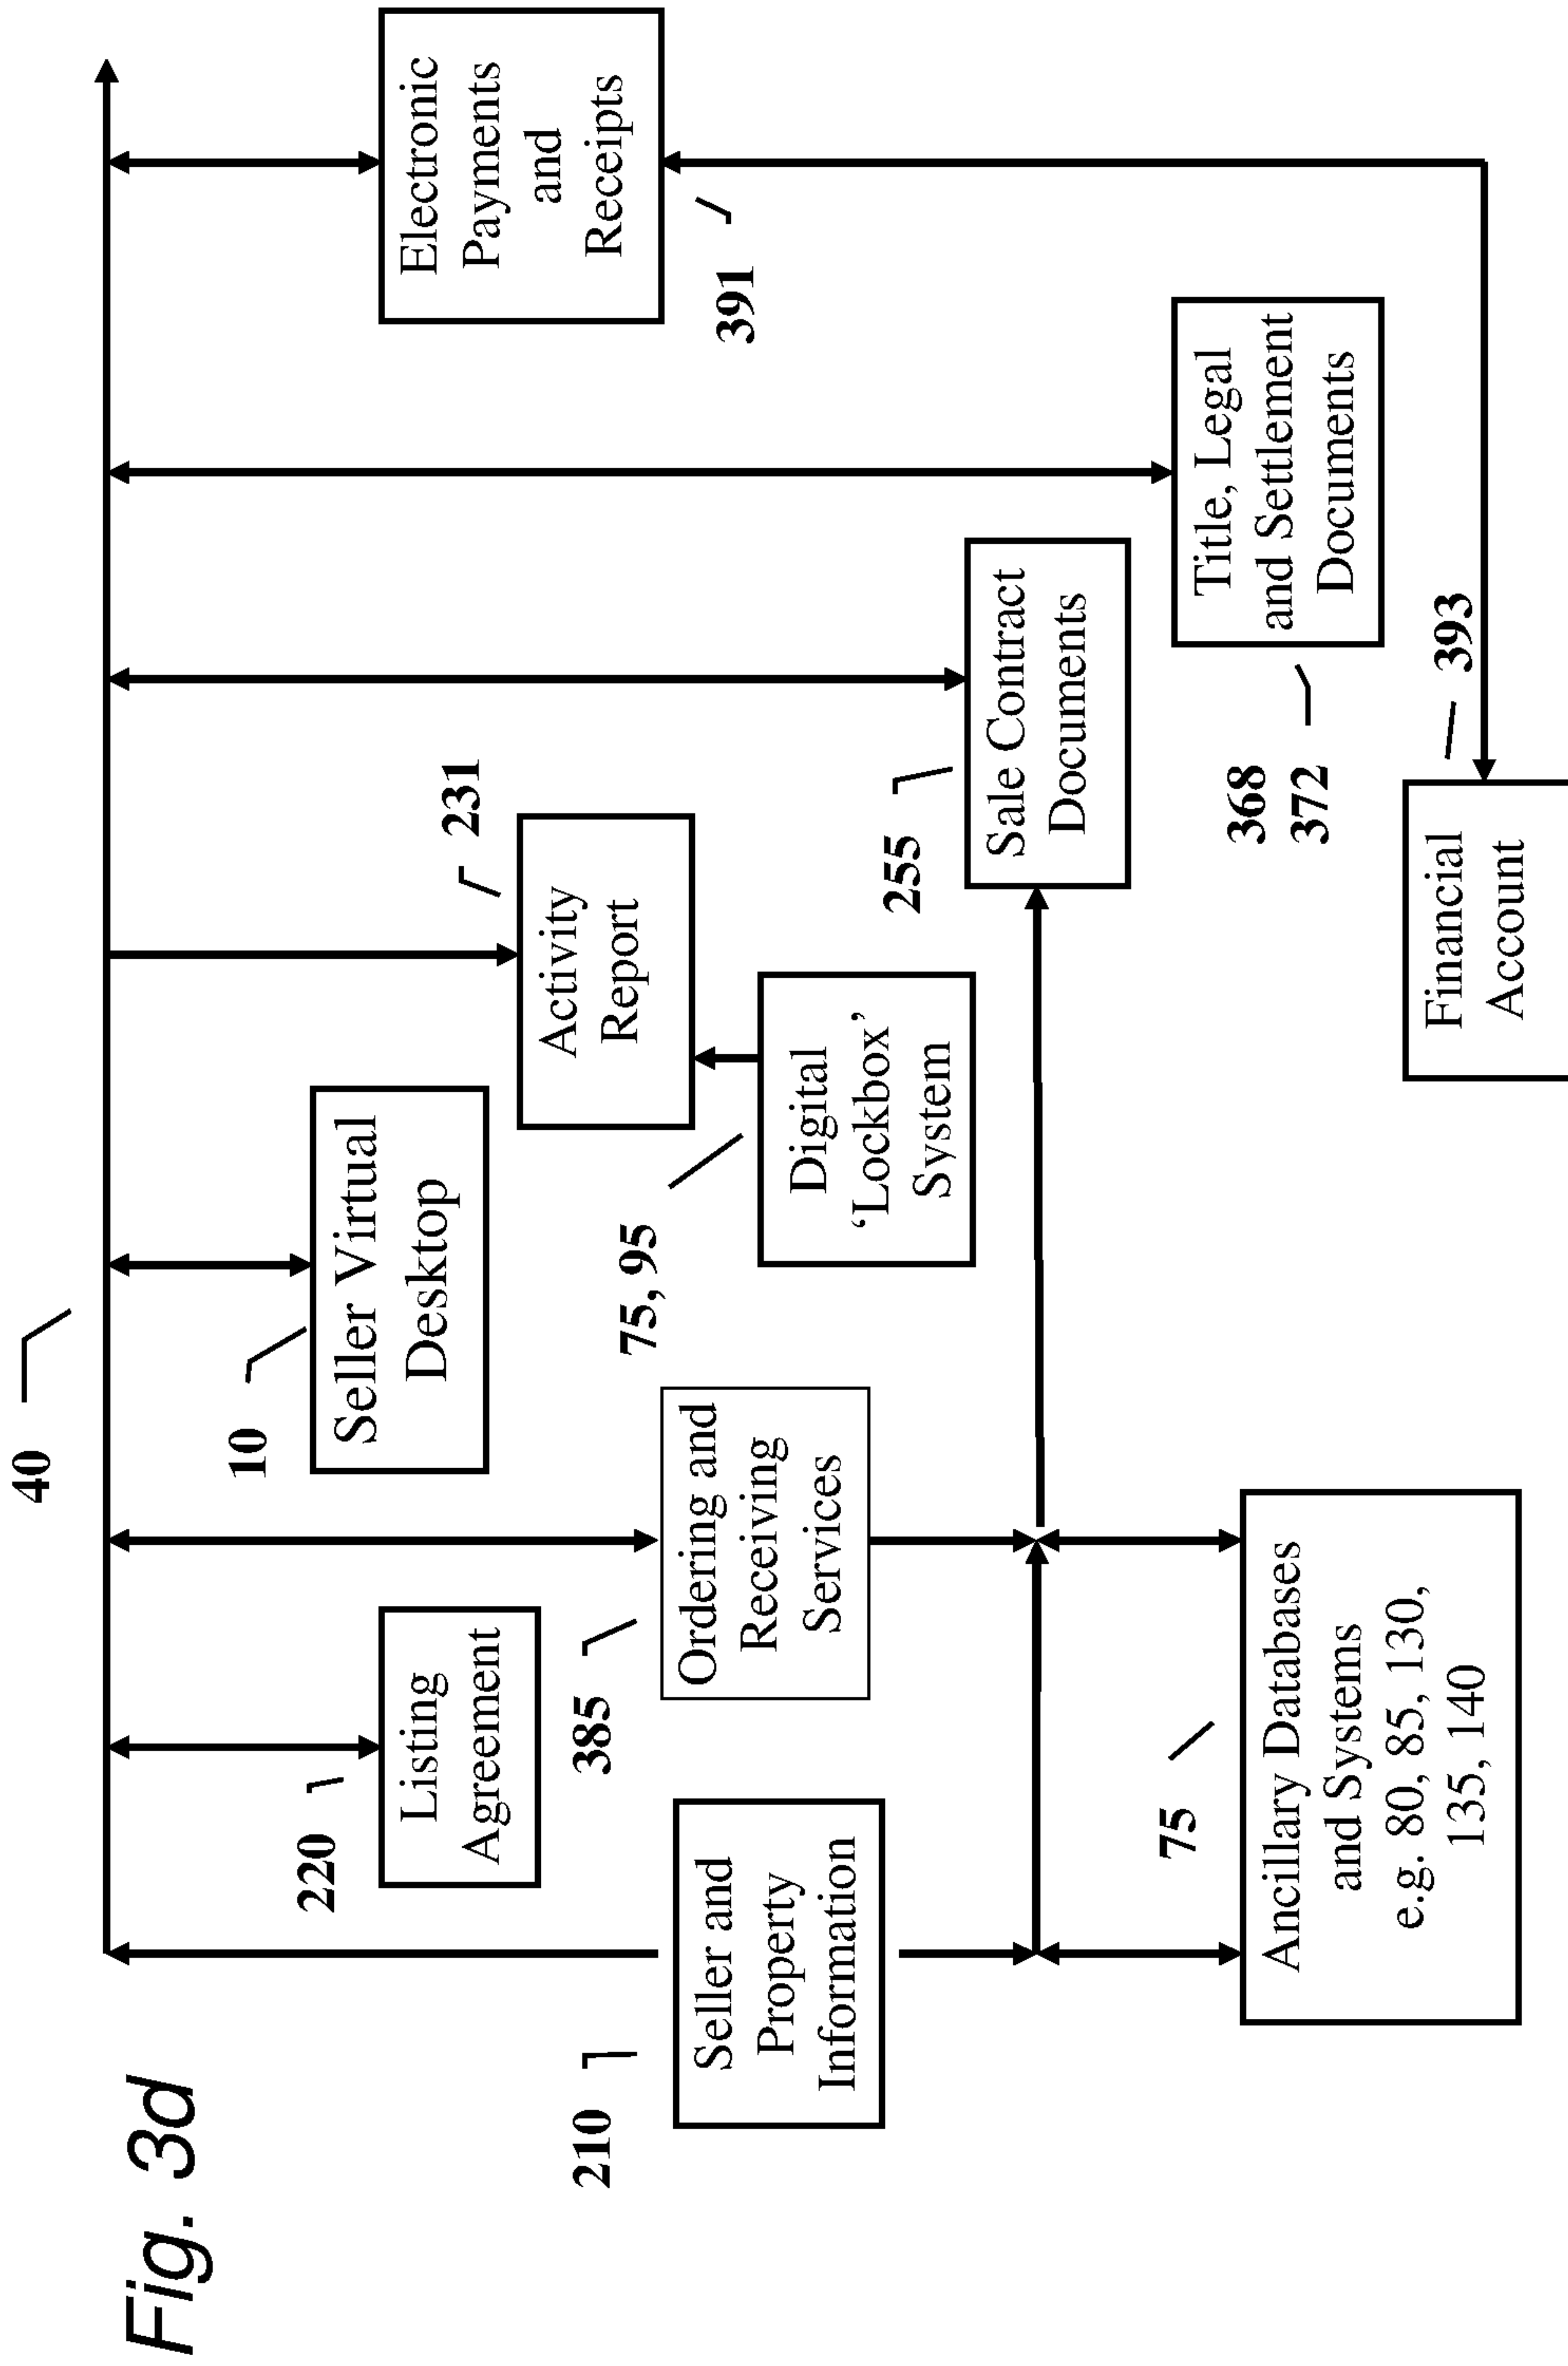 Fig. 3d
40
210
Seller and
Property
Information
220
Listing
Agreement
385
Ordering and
Receiving
Services
10
Seller Virtual
Desktop
75, 95
Digital
‘Lockbox’
System
231
Activity
Report
255
Sale Contract
Documents
368
372
Title, Legal
and Settlement
Documents
391
Electronic
Payments
and
Receipts
393
Financial
Account
75
Ancillary Databases
and Systems
e.g. 80, 85, 130,
135, 140